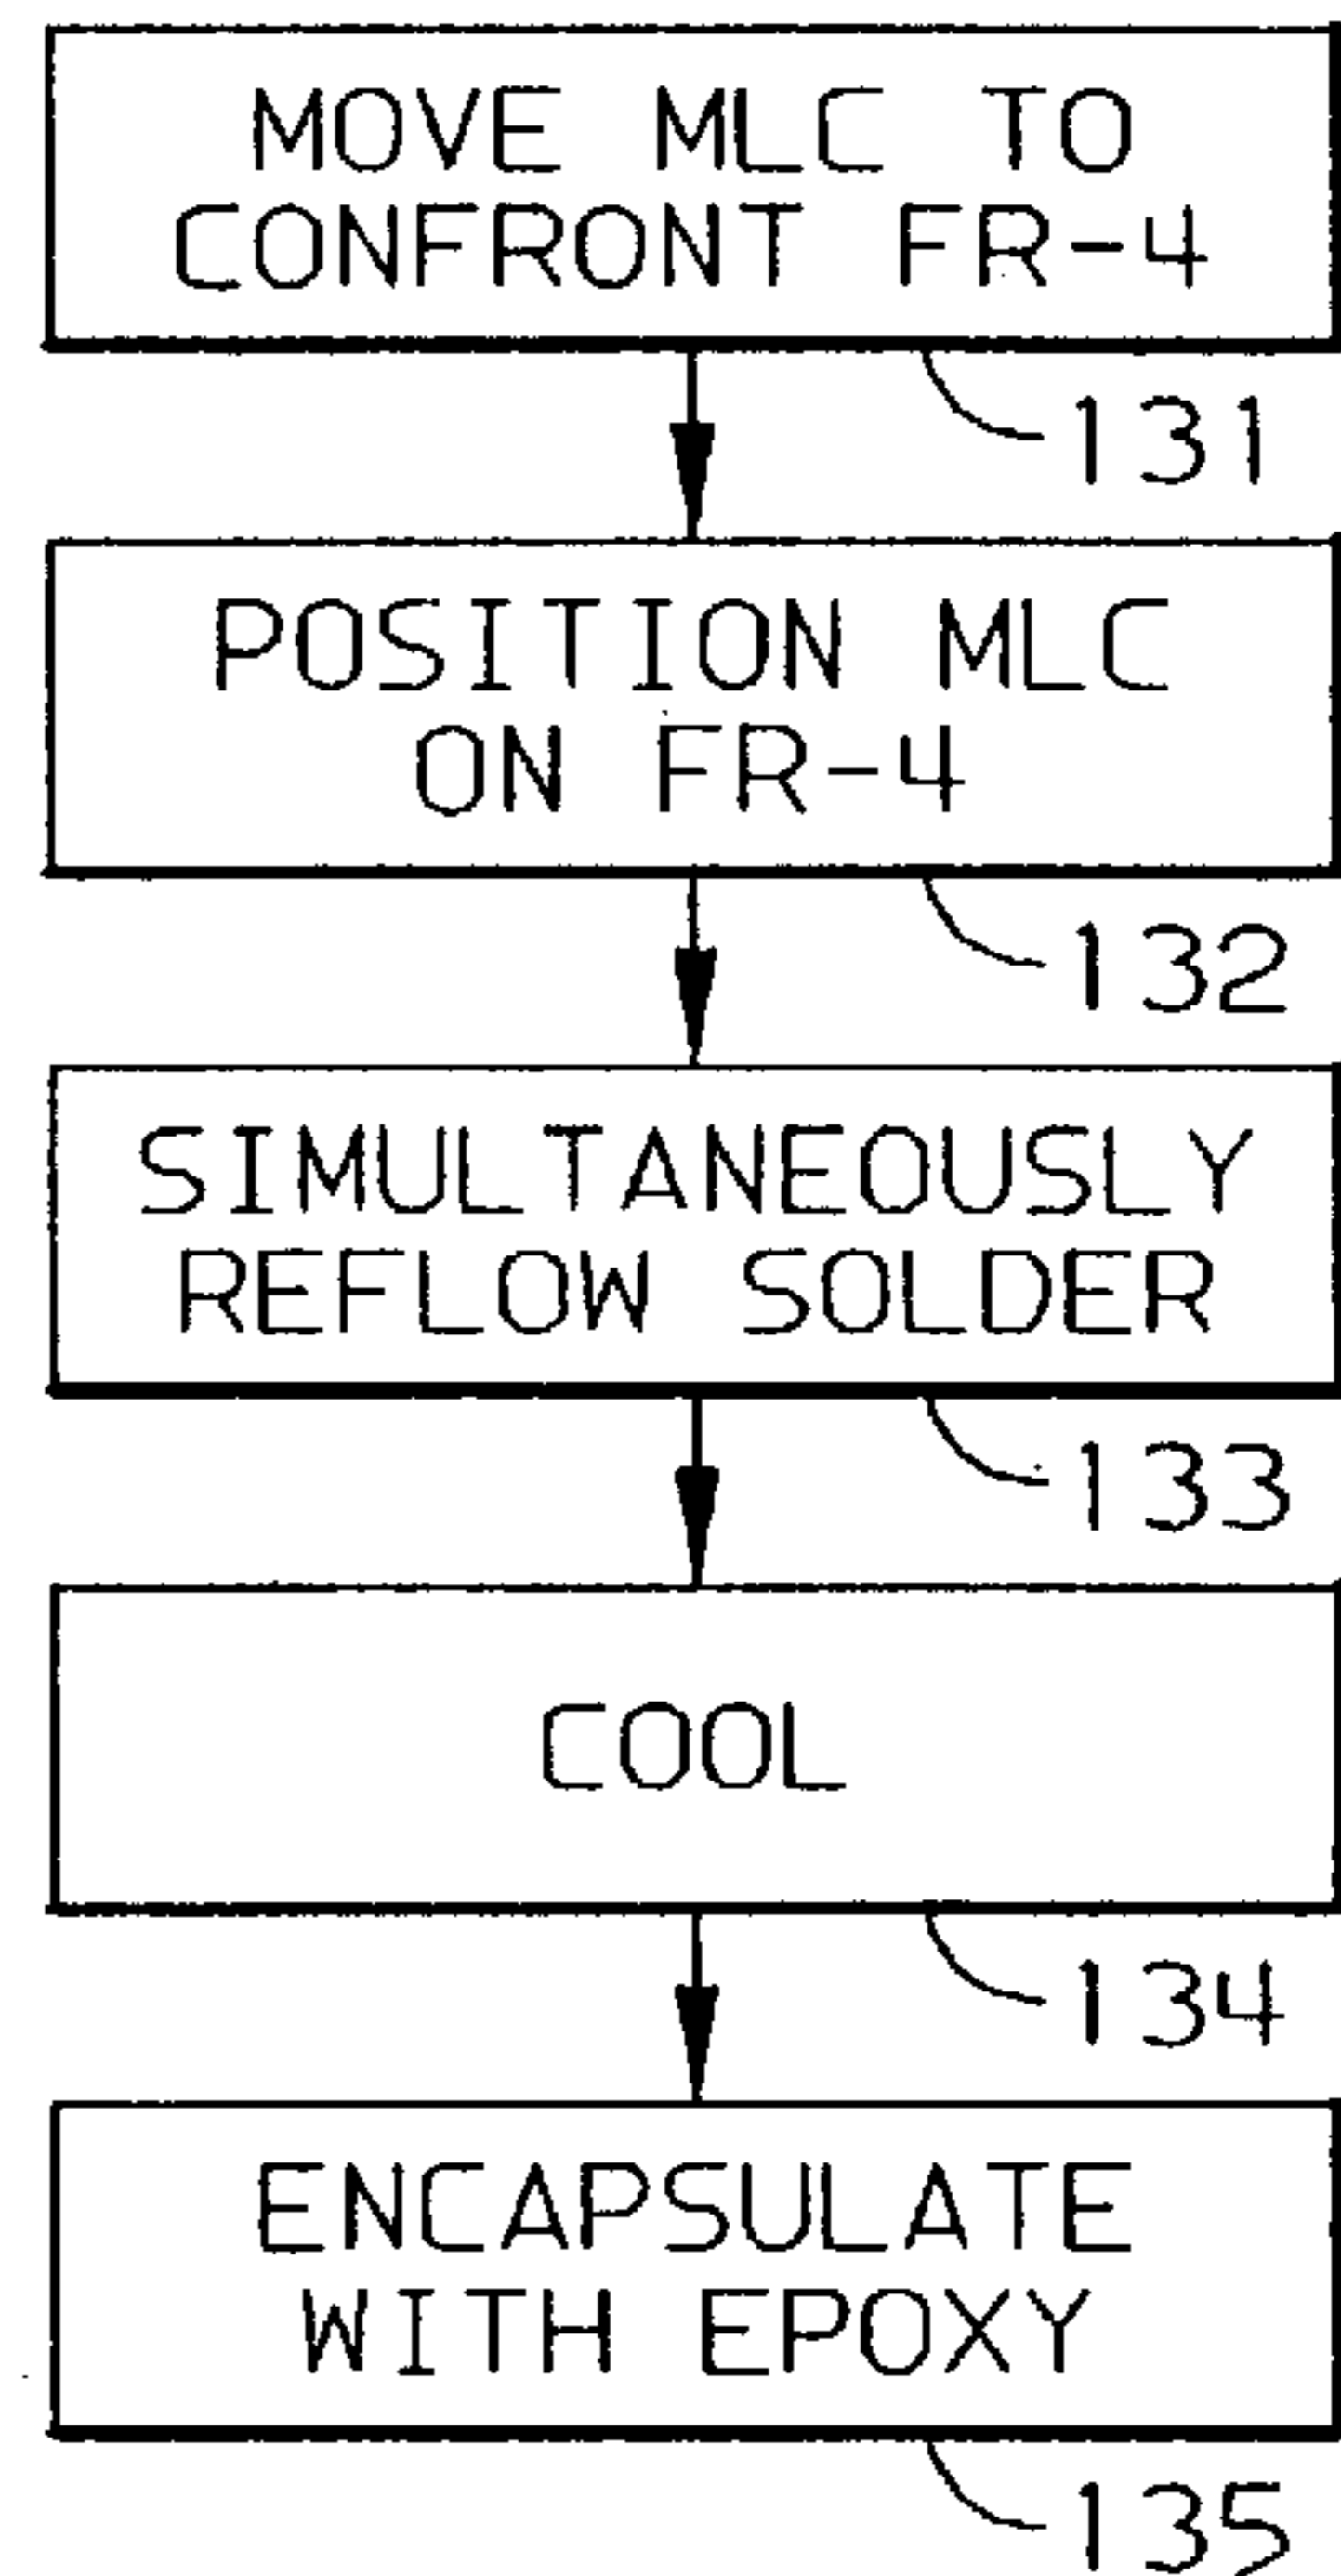 MOVE MLC TO
CONFRONT FR-4
131
POSITION MLC
ON FR-4
132
SIMULTANEOUSLY
REFLOW SOLDER
133
COOL
134
ENCAPSULATE
WITH EPOXY
135